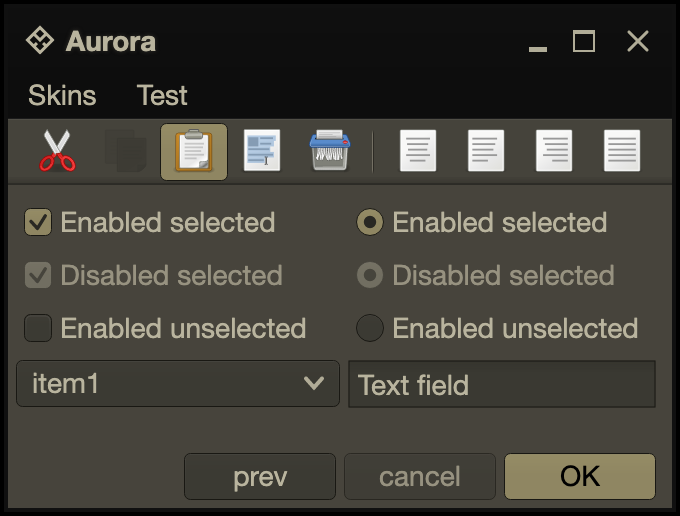 Aurora
Skins Test
Enabled selected Enabled selected
Disabled selected Disabled selected
Enabled unselected Enabled unselected
item1 Text field
prev cancel OK